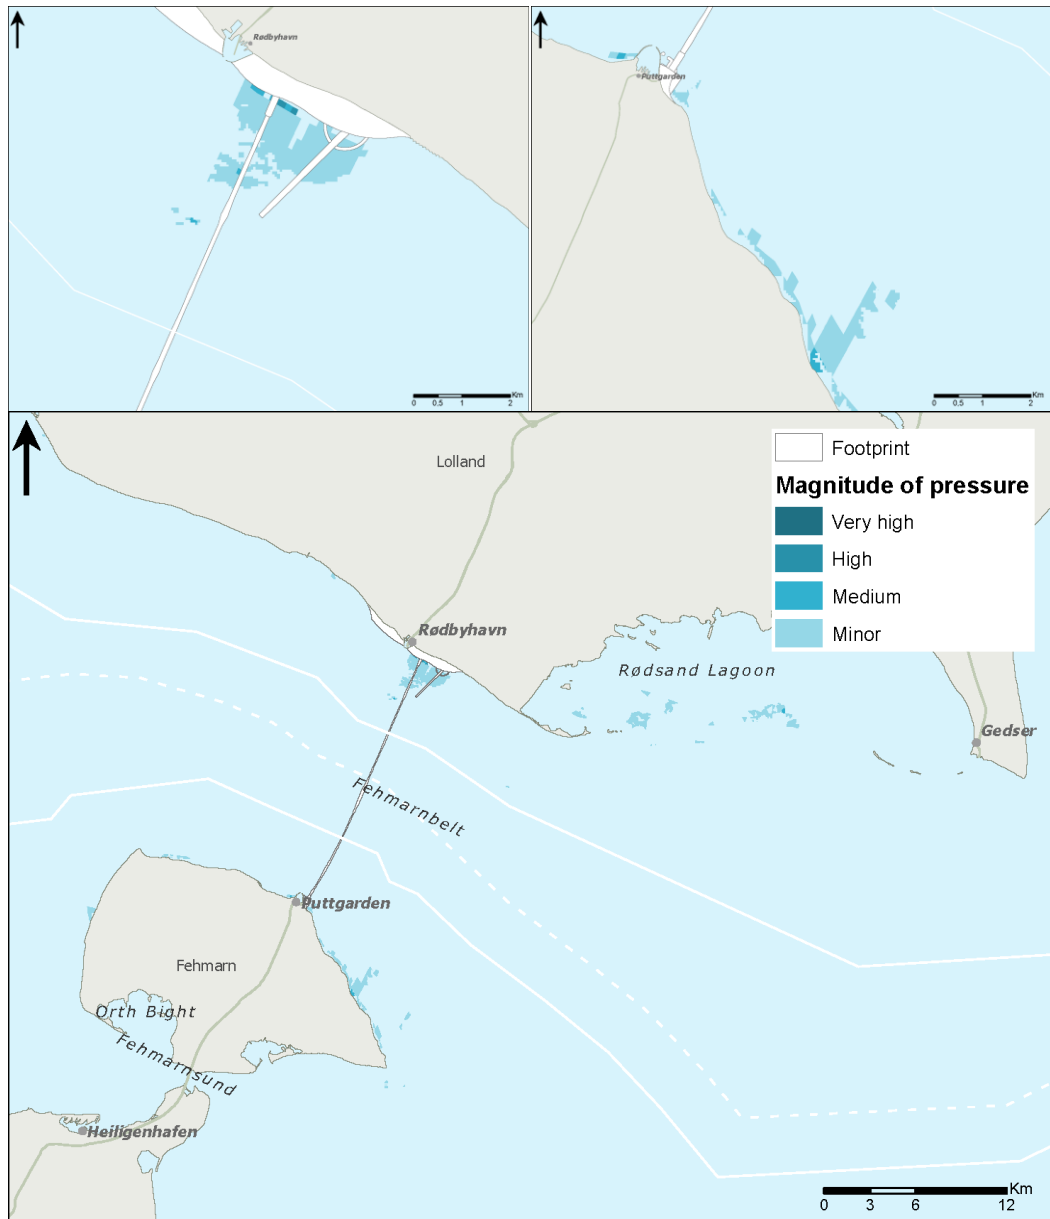 Rødbyhavn
Km
0 0.5 1 2
Puttgarden
Km
0 0.5 1 2
Lolland
Footprint
Magnitude of pressure
Very high
High
Medium
Minor
Rødbyhavn
Rødsand Lagoon
Gedser
Fehmarnbelt
Puttgarden
Fehmarn
Orth Bight
Fehmarnsund
Heiligenhafen
Km
0 3 6 12